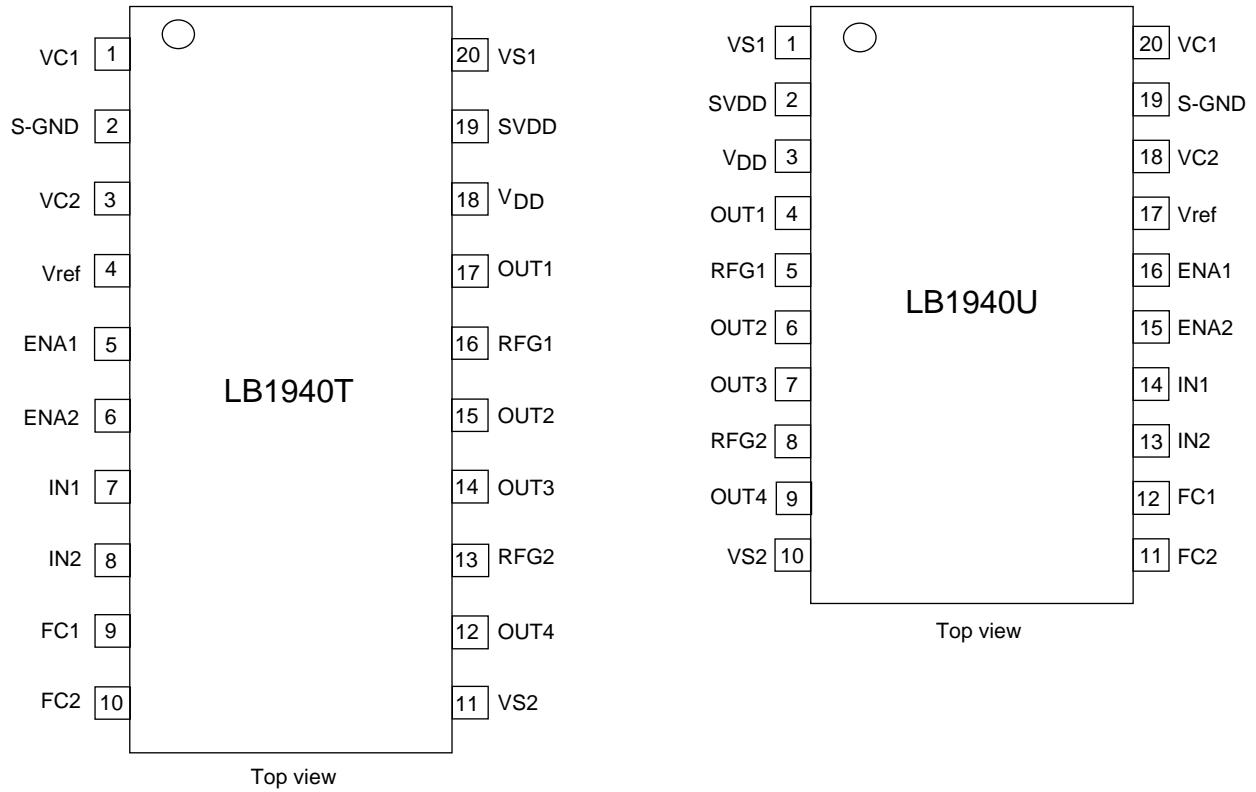 VC1 1
20 VS1
S-GND 2
19 SVDD
VC2 3
18 VDD
Vref 4
17 OUT1
ENA1 5
16 RFG1
ENA2 6
15 OUT2
IN1 7
14 OUT3
IN2 8
13 RFG2
FC1 9
12 OUT4
FC2 10
11 VS2
LB1940T
Top view
VS1 1
20 VC1
SVDD 2
19 S-GND
VDD 3
18 VC2
OUT1 4
17 Vref
RFG1 5
16 ENA1
OUT2 6
15 ENA2
OUT3 7
14 IN1
RFG2 8
13 IN2
OUT4 9
12 FC1
VS2 10
11 FC2
LB1940U
Top view